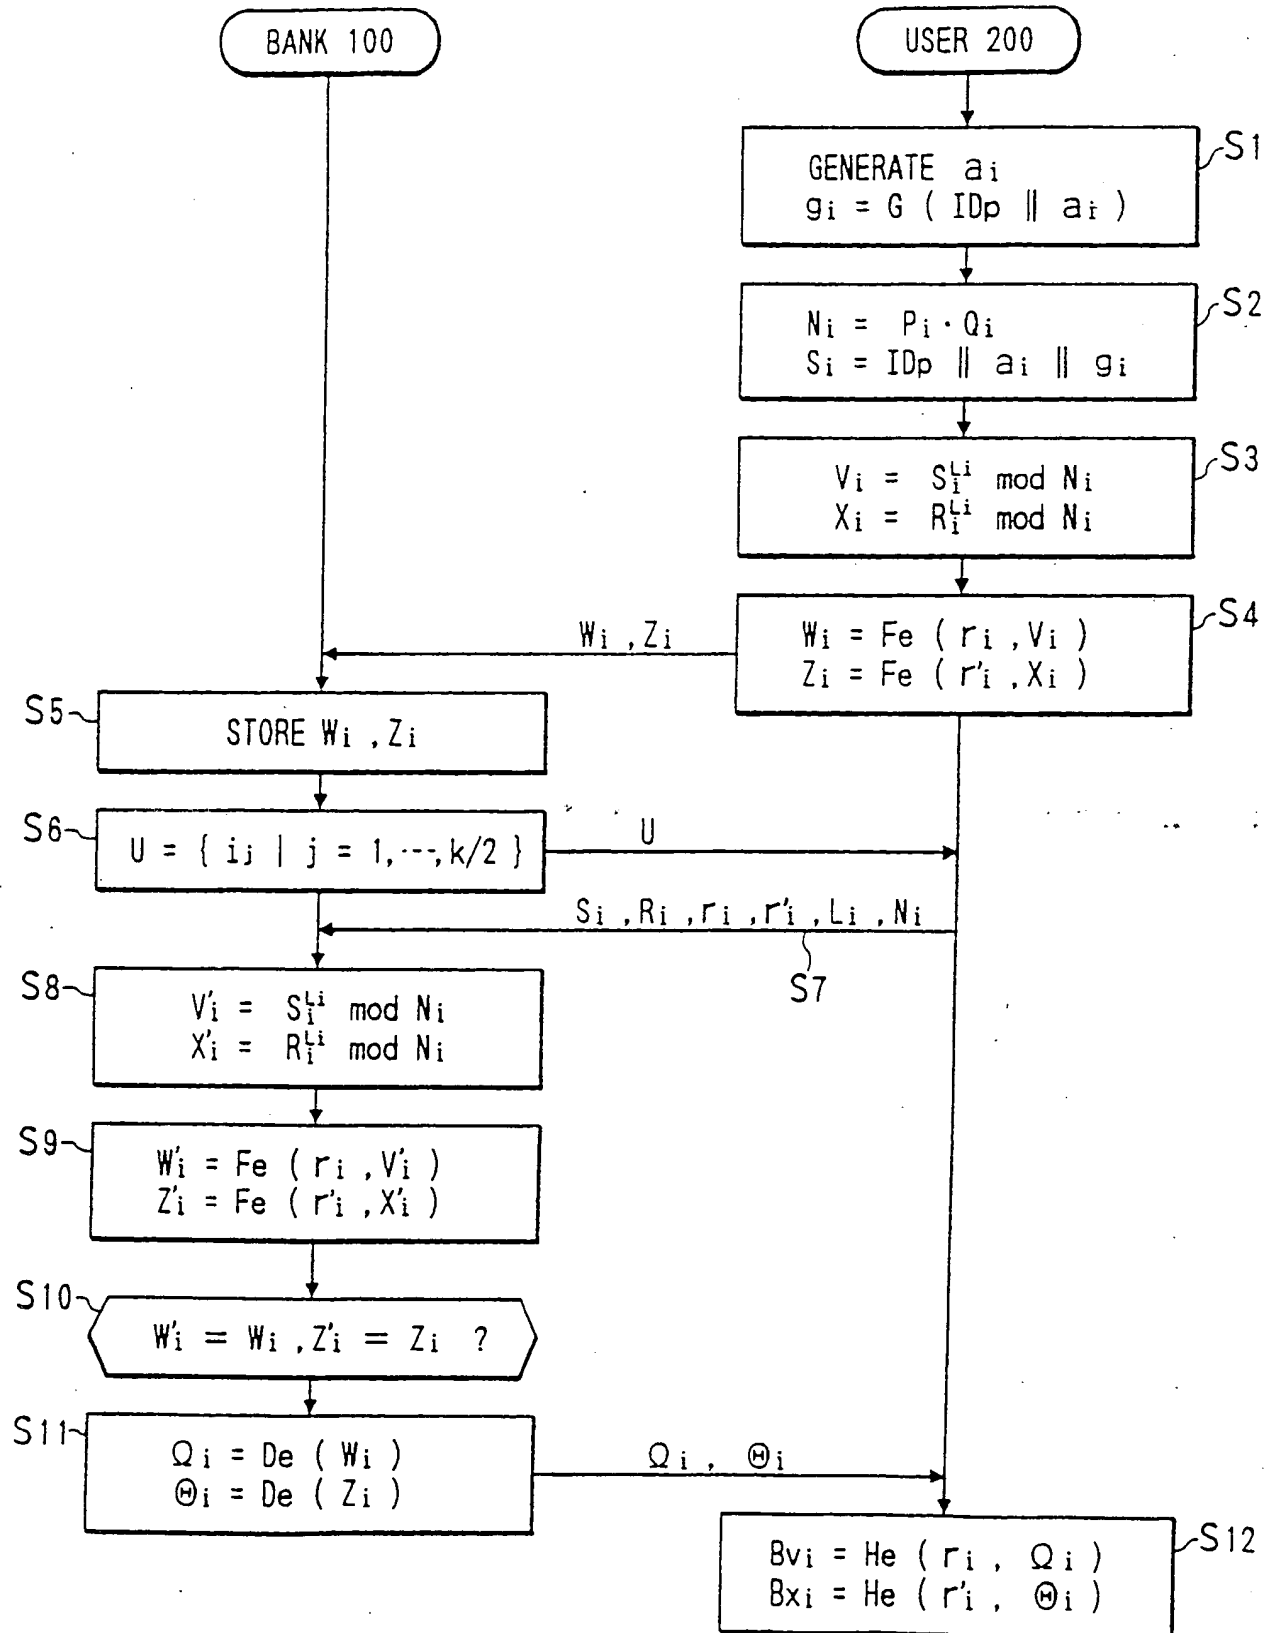 BANK 100
USER 200
S1
GENERATE ai
gi = G ( IDp || ai )
S2
Ni = Pi · Qi
Si = IDp || ai || gi
S3
Vi = Si^Li mod Ni
Xi = Ri^Li mod Ni
S4
Wi = Fe ( ri , Vi )
Zi = Fe ( r'i , Xi )
Wi , Zi
S5
STORE Wi , Zi
S6
U = { ij | j = 1, ---, k/2 }
U
Si , Ri , ri , r'i , Li , Ni
S7
S8
V'i = Si^Li mod Ni
X'i = Ri^Li mod Ni
S9
W'i = Fe ( ri , V'i )
Z'i = Fe ( r'i , X'i )
S10
W'i = Wi , Z'i = Zi ?
S11
Ωi = De ( Wi )
Θi = De ( Zi )
Ωi , Θi
S12
Bvi = He ( ri , Ωi )
Bxi = He ( r'i , Θi )